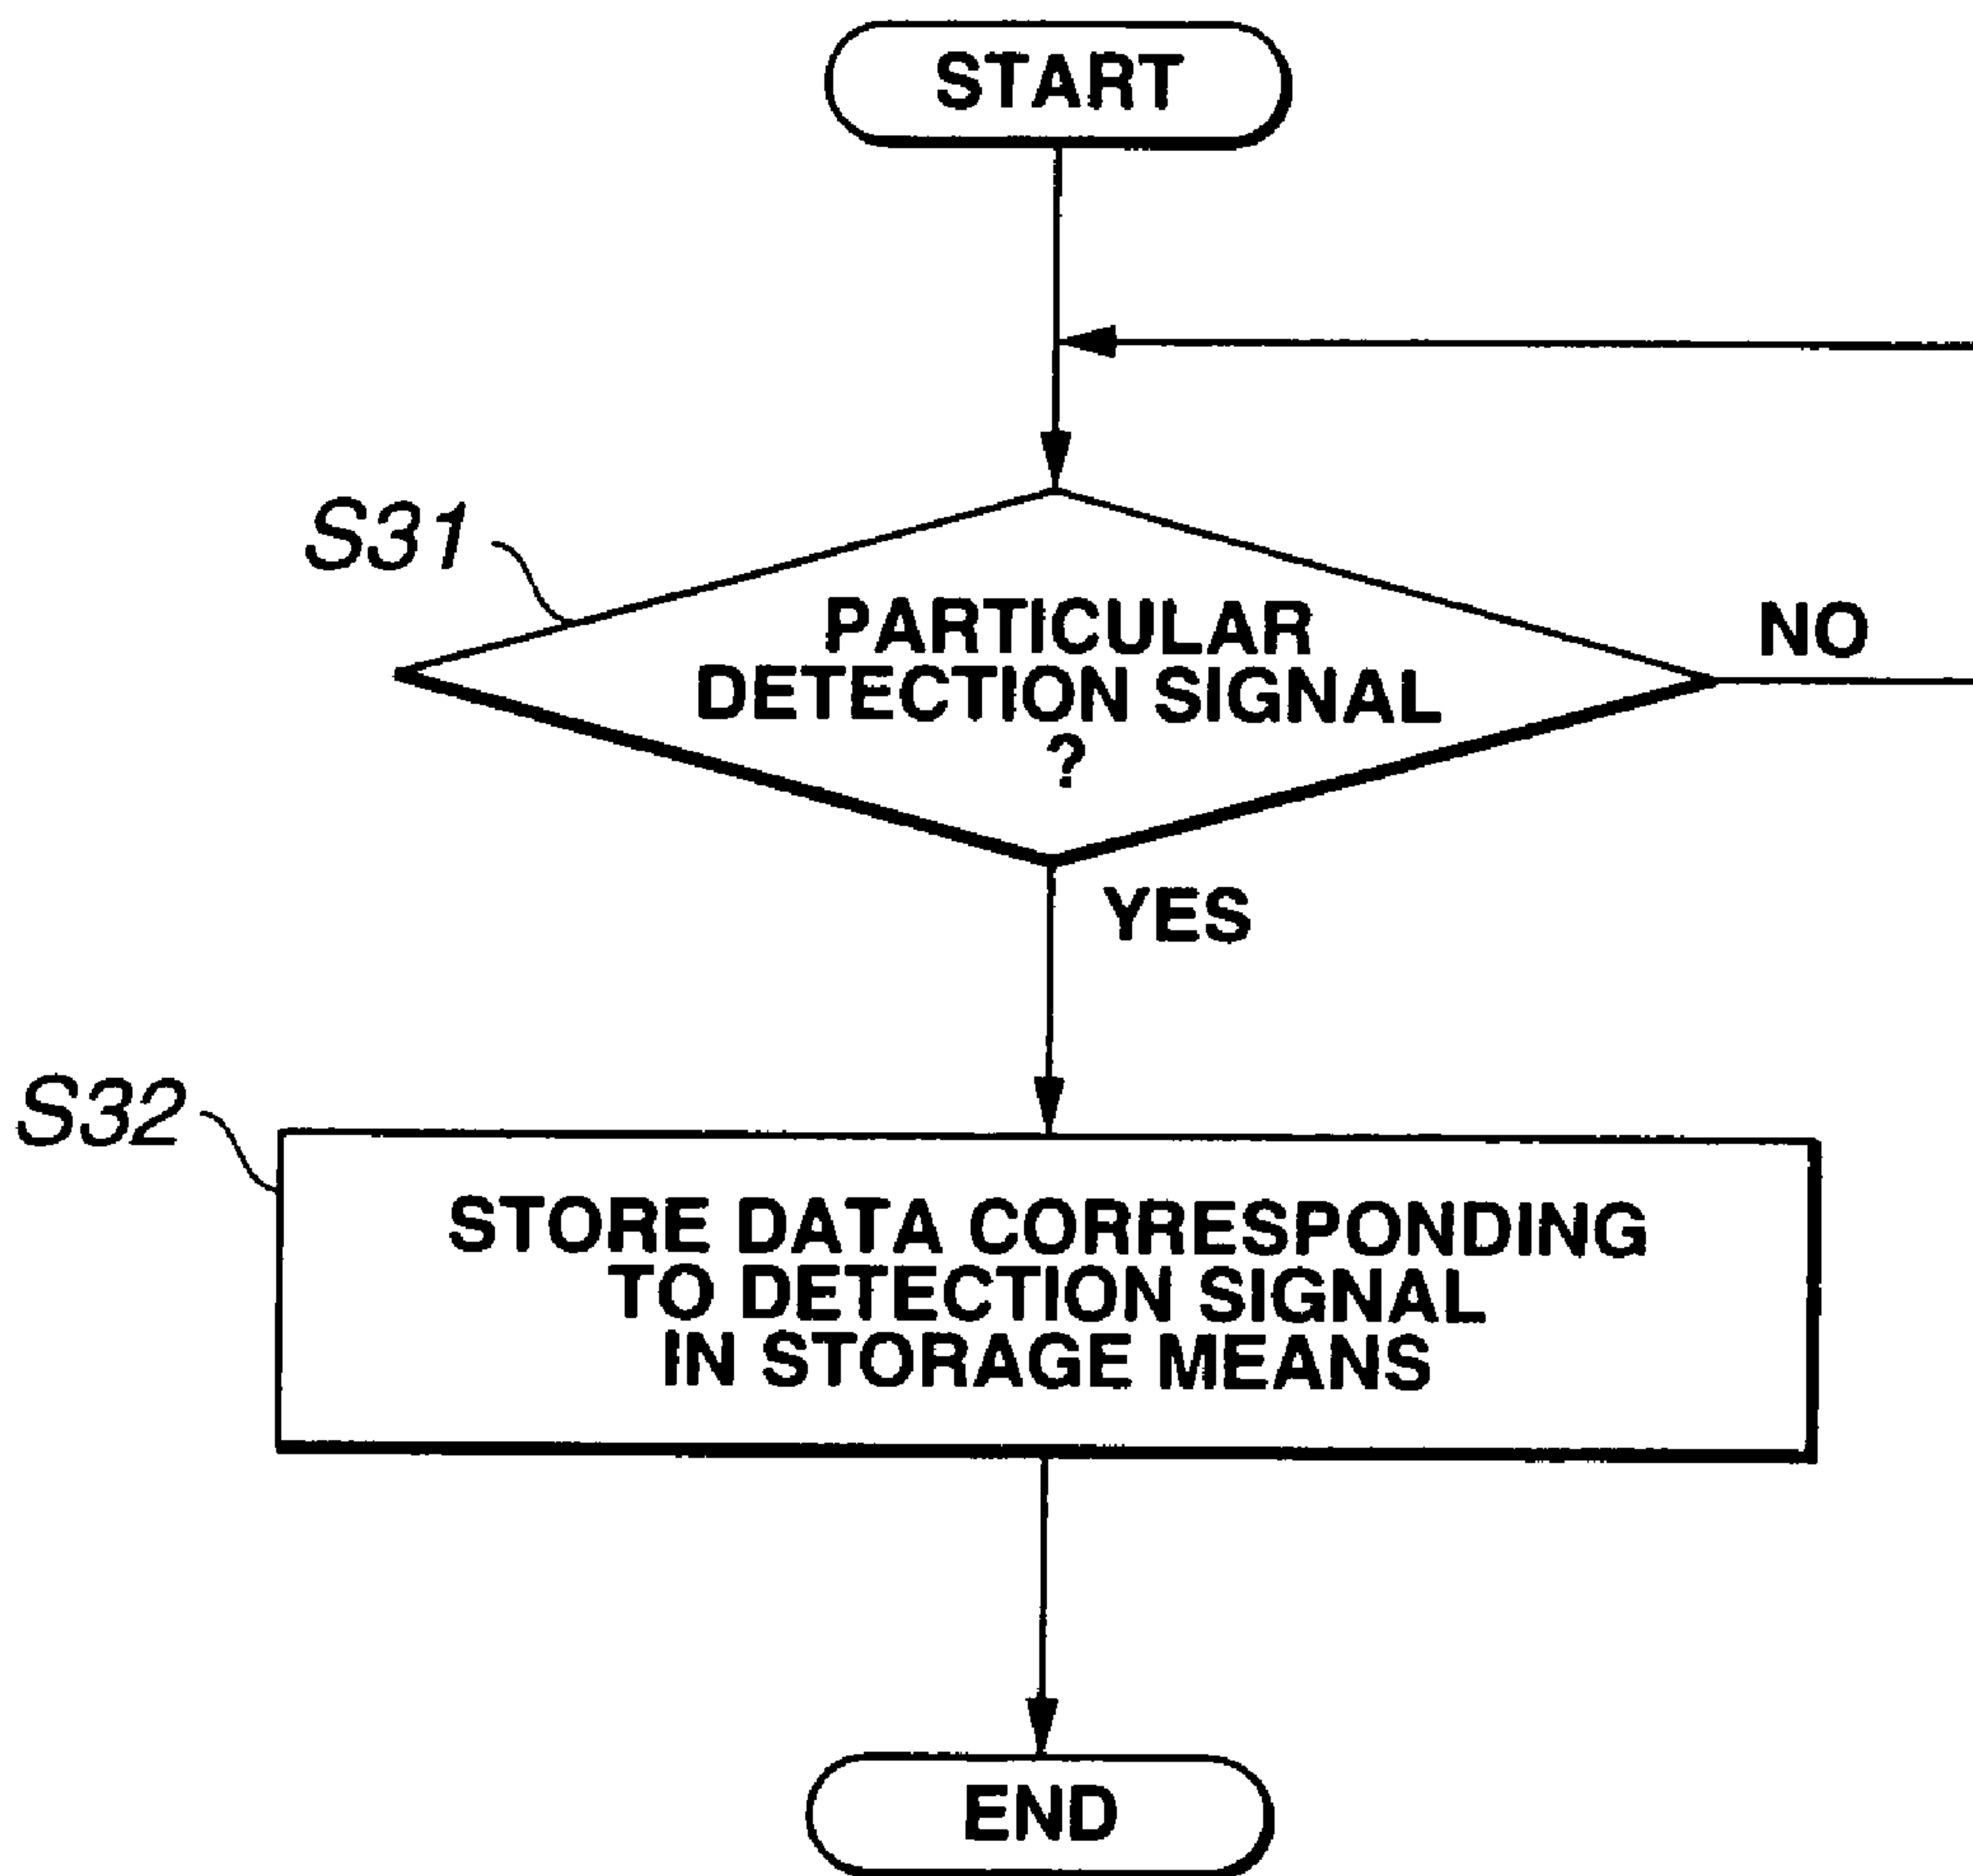 START
S31
PARTICULAR
DETECTION SIGNAL
?
NO
YES
S32
STORE DATA CORRESPONDING
TO DETECTION SIGNAL
IN STORAGE MEANS
END